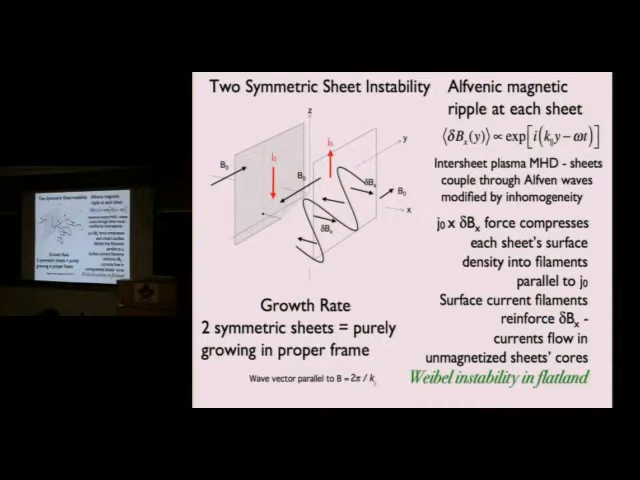 Two Symmetric Sheet Instability
z
y
x
B₀
j₀
B₀
j₀
δBₓ
B₀
δBₓ
Growth Rate
2 symmetric sheets = purely
growing in proper frame
Wave vector parallel to B = 2π / k
Alfvenic magnetic
ripple at each sheet
⟨δBₓ(y)⟩ ∝ exp[i(k∥y − ωt)]
Intersheet plasma MHD - sheets
couple through Alfven waves
modified by inhomogeneity
j₀ x δBₓ force compresses
each sheet's surface
density into filaments
parallel to j₀
Surface current filaments
reinforce δBₓ -
currents flow in
unmagnetized sheets' cores
Weibel instability in flatland